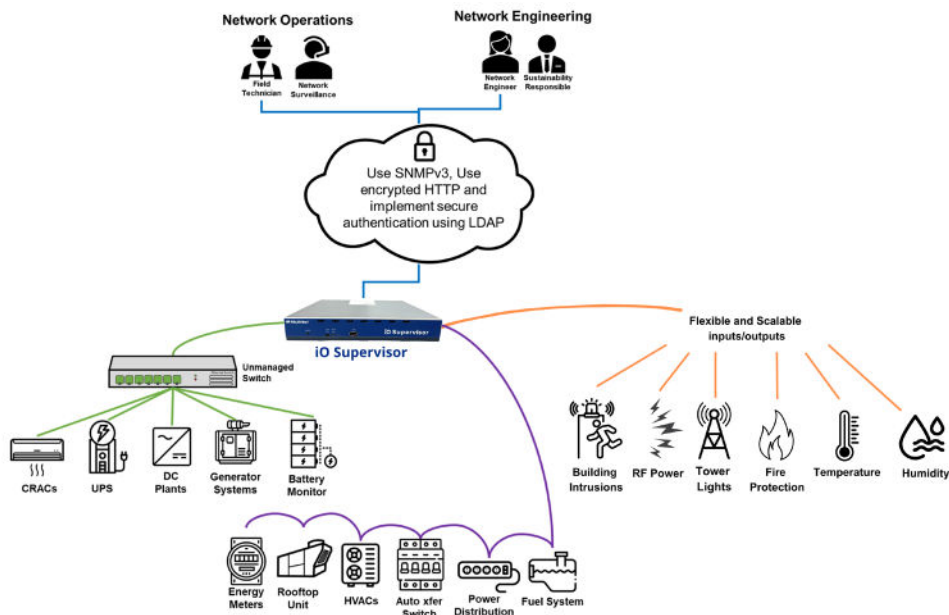 Network Operations
Network Engineering
Field
Technician
Network
Surveillance
Network
Engineer
Sustainability
Responsible
Use SNMPv3, Use
encrypted HTTP and
implement secure
authentication using LDAP
iO Supervisor
iO Supervisor
Flexible and Scalable
inputs/outputs
Unmanaged
Switch
CRACs
UPS
DC
Plants
Generator
Systems
Battery
Monitor
Building
Intrusions
RF Power
Tower
Lights
Fire
Protection
Temperature
Humidity
Energy
Meters
Rooftop
Unit
HVACs
Auto xfer
Switch
Power
Distribution
Fuel System